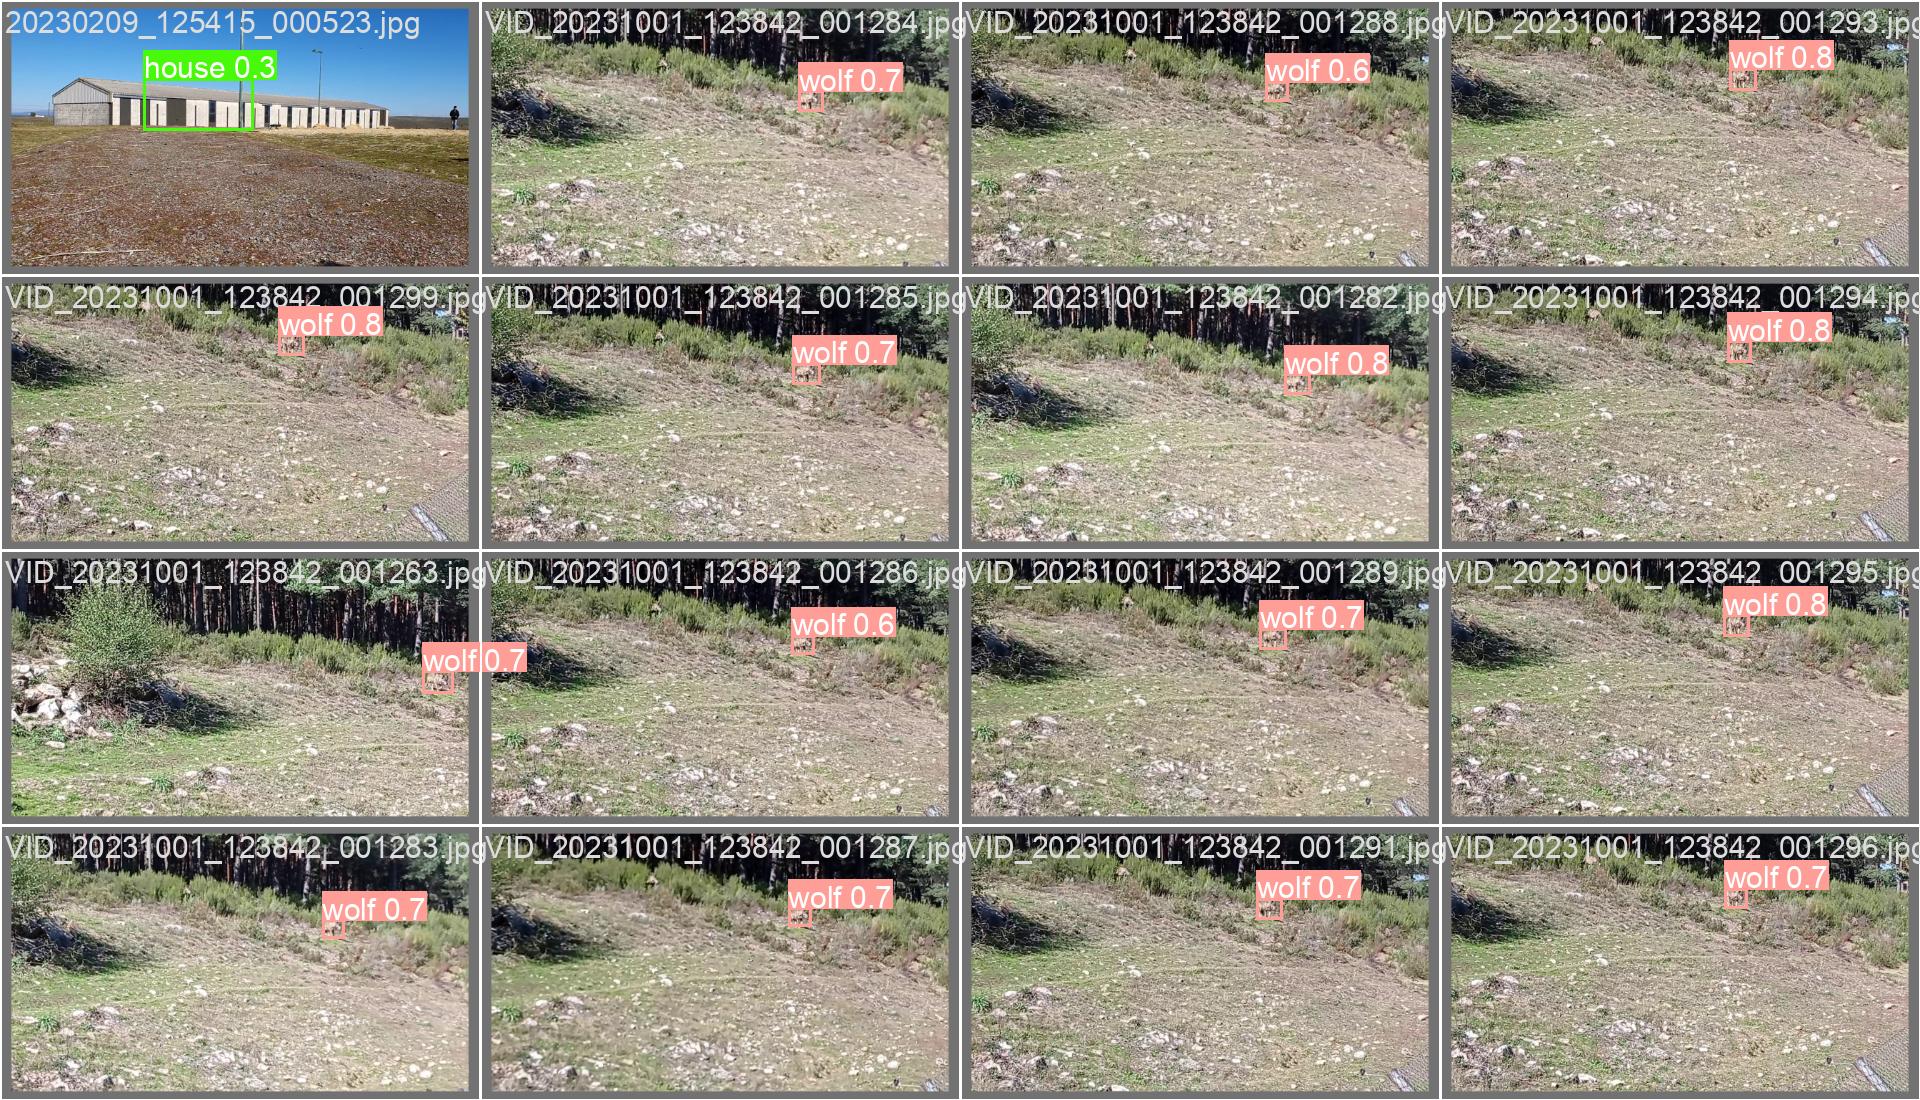 20230209_125415_000523.jpg
house 0.3
VID_20231001_123842_001284.jpg
wolf 0.7
VID_20231001_123842_001288.jpg
wolf 0.6
VID_20231001_123842_001293.jpg
wolf 0.8
VID_20231001_123842_001299.jpg
wolf 0.8
VID_20231001_123842_001285.jpg
wolf 0.7
VID_20231001_123842_001282.jpg
wolf 0.8
VID_20231001_123842_001294.jpg
wolf 0.8
VID_20231001_123842_001263.jpg
wolf 0.7
VID_20231001_123842_001286.jpg
wolf 0.6
VID_20231001_123842_001289.jpg
wolf 0.7
VID_20231001_123842_001295.jpg
wolf 0.8
VID_20231001_123842_001283.jpg
wolf 0.7
VID_20231001_123842_001287.jpg
wolf 0.7
VID_20231001_123842_001291.jpg
wolf 0.7
VID_20231001_123842_001296.jpg
wolf 0.7